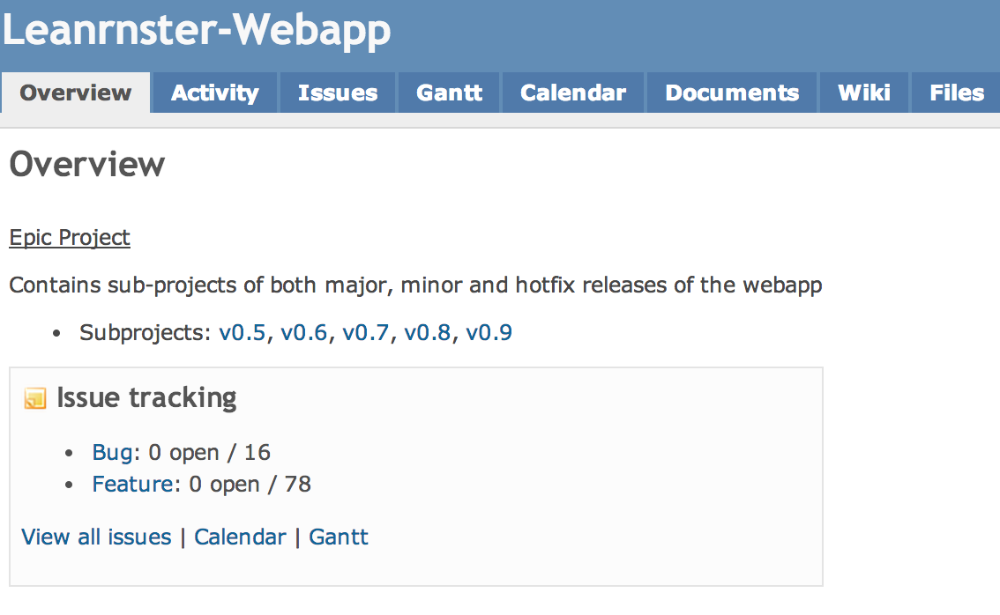 Leanrnster-Webapp
Overview Activity Issues Gantt Calendar Documents Wiki Files
Overview
Epic Project
Contains sub-projects of both major, minor and hotfix releases of the webapp
• Subprojects: v0.5, v0.6, v0.7, v0.8, v0.9
Issue tracking
• Bug: 0 open / 16
• Feature: 0 open / 78
View all issues | Calendar | Gantt